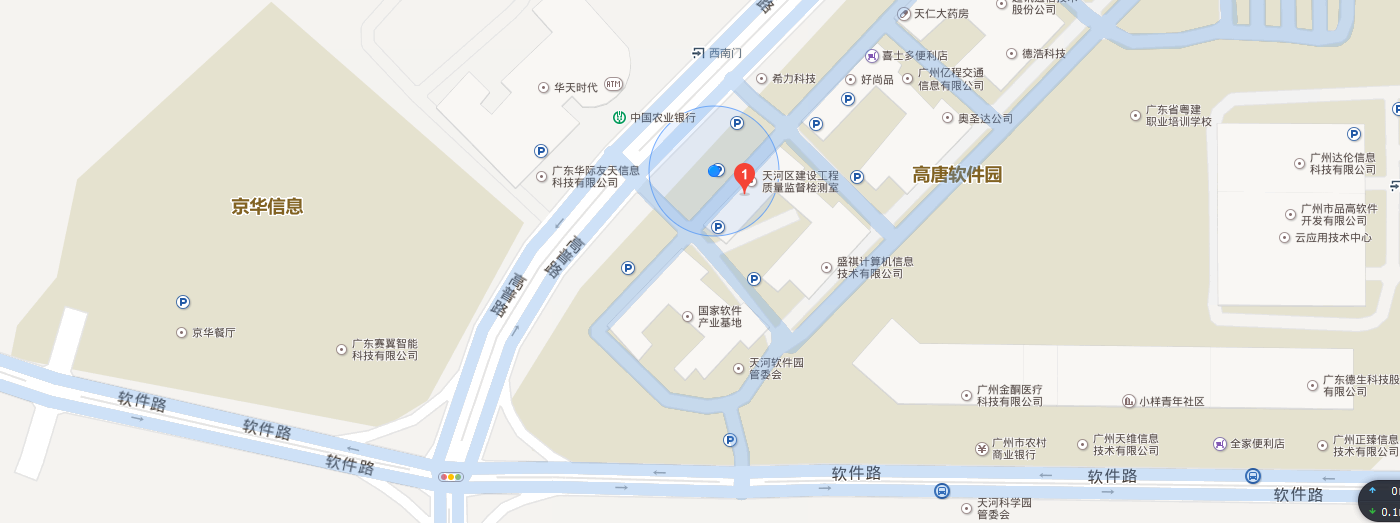 路
天仁大药房
股份公司
西南门
喜士多便利店
德浩科技
希力科技
好尚品
广州亿程交通
信息有限公司
华天时代
ATM
中国农业银行
奥圣达公司
广东省粤建
职业培训学校
广州达伦信息
科技有限公司
广东华际友天信息
科技有限公司
1
天河区建设工程
质量监督检测室
高唐软件园
京华信息
广州市品高软件
开发有限公司
云应用技术中心
高普路
高普路
盛祺计算机信息
技术有限公司
国家软件
产业基地
京华餐厅
广东赛翼智能
科技有限公司
天河软件园
管委会
广州金酮医疗
科技有限公司
小样青年社区
广东德生科技股
有限公司
软件路
软件路
软件路
广州市农村
商业银行
广州天维信息
技术有限公司
全家便利店
广州正臻信息
技术有限公司
软件路
软件路
软件路
天河科学园
管委会